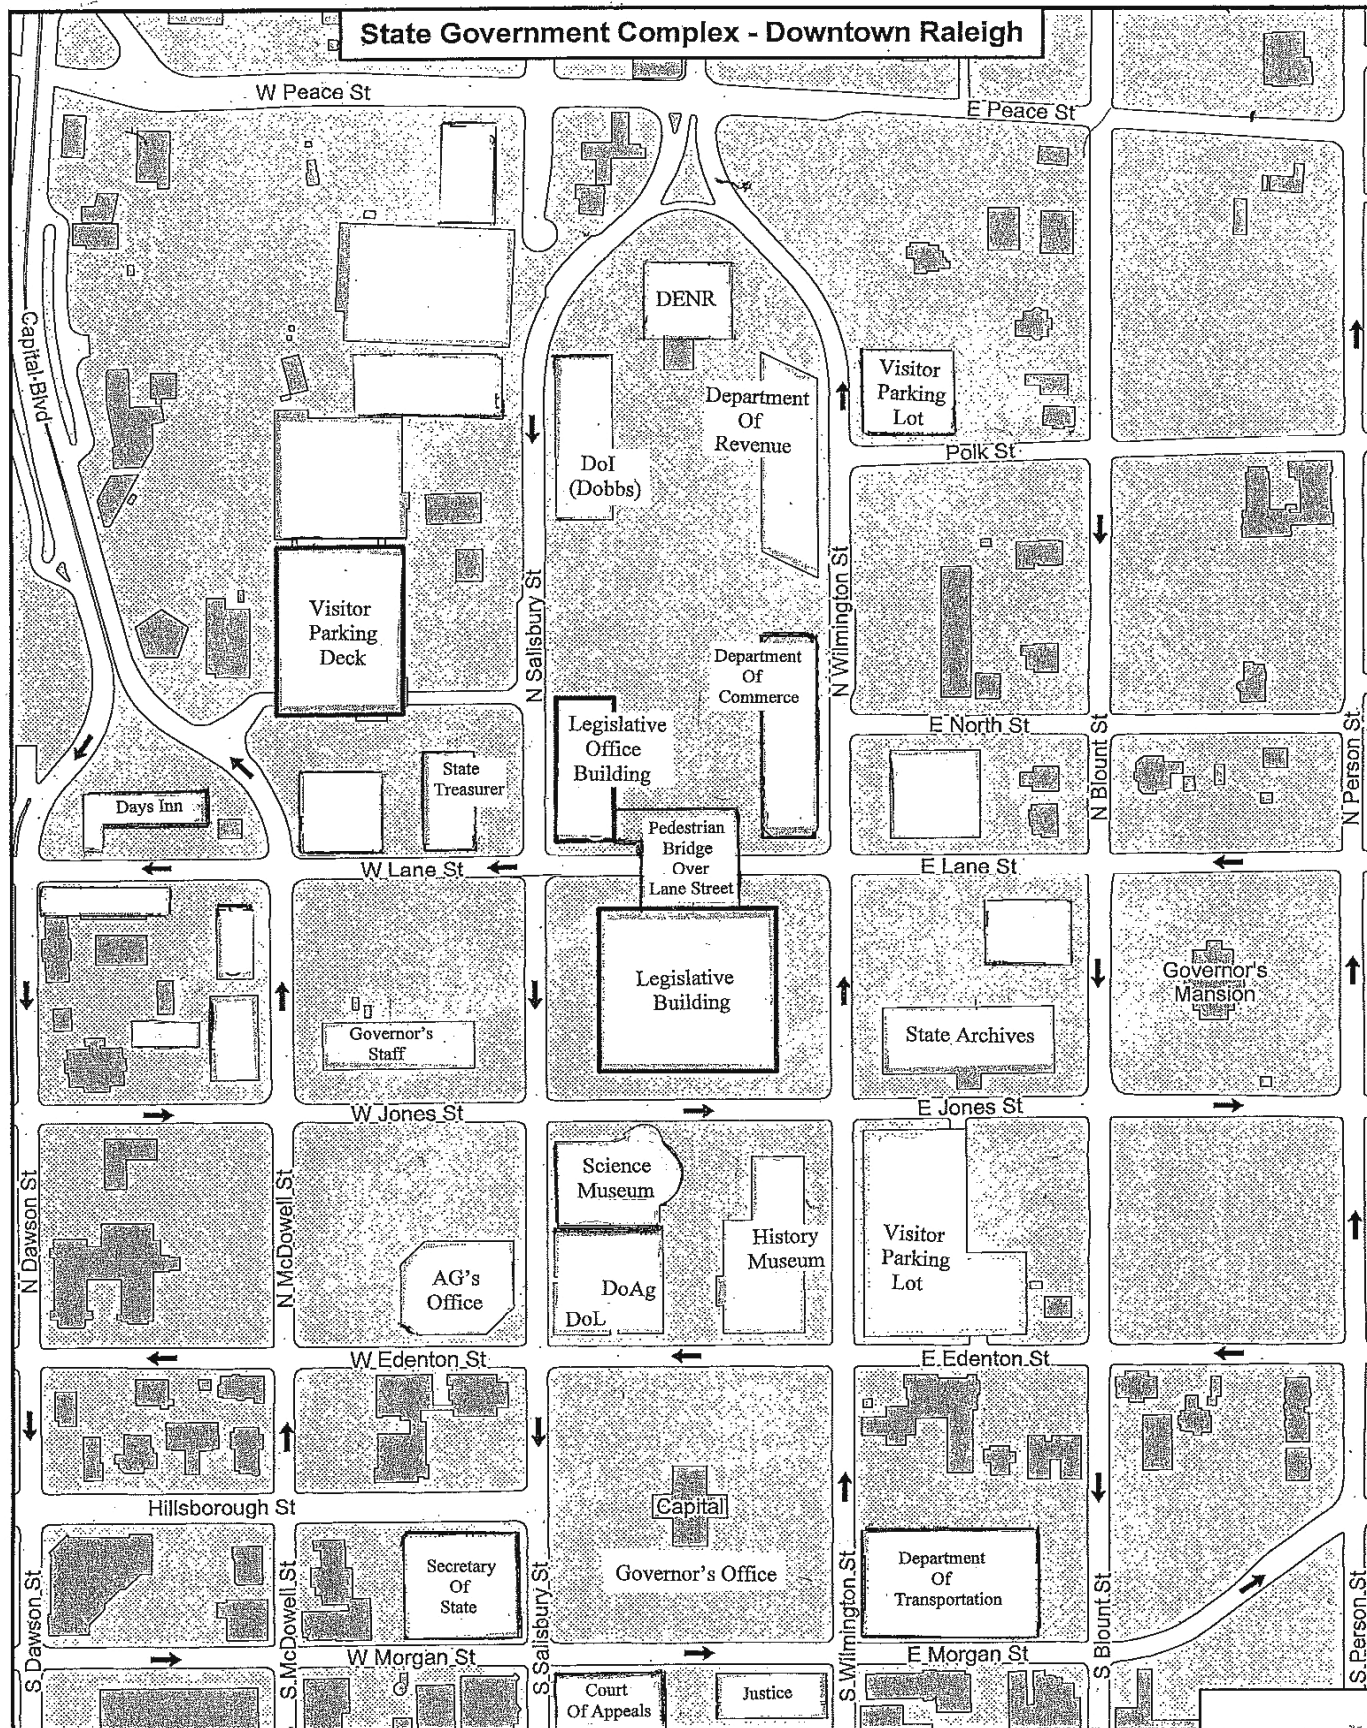 State Government Complex - Downtown Raleigh
W Peace St
E Peace St
Capital Blvd
DENR
Visitor
Parking
Lot
Department
Of
Revenue
Polk St
DoI
(Dobbs)
N Salisbury St
N Wilmington St
Visitor
Parking
Deck
Department
Of
Commerce
Legislative
Office
Building
E North St
N Blount St
N Person St
State
Treasurer
Days Inn
Pedestrian
Bridge
Over
Lane Street
W Lane St
E Lane St
Legislative
Building
Governor's
Mansion
Governor's
Staff
State Archives
W Jones St
E Jones St
N Dawson St
N McDowell St
Science
Museum
History
Museum
Visitor
Parking
Lot
AG's
Office
DoAg
DoL
W Edenton St
E Edenton St
Hillsborough St
Capital
Governor's Office
Secretary
Of
State
Department
Of
Transportation
S Dawson St
S McDowell St
S Salisbury St
S Wilmington St
S Blount St
S Person St
W Morgan St
E Morgan St
Court
Of Appeals
Justice